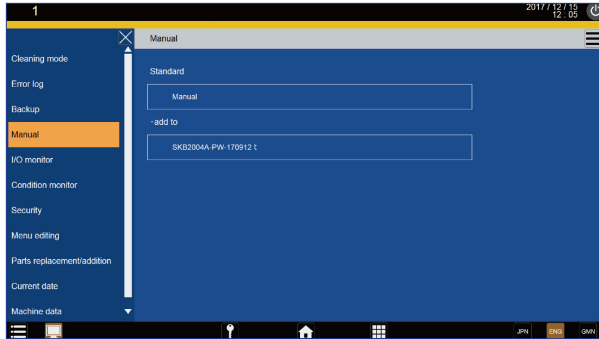 1
2017 / 12 / 15
12 : 05
Manual
Cleaning mode
Error log
Backup
Manual
I/O monitor
Condition monitor
Security
Menu editing
Parts replacement/addition
Current date
Machine data
Standard
Manual
・add to
SKB2004A-PW-170912 t
JPN
ENG
GMN